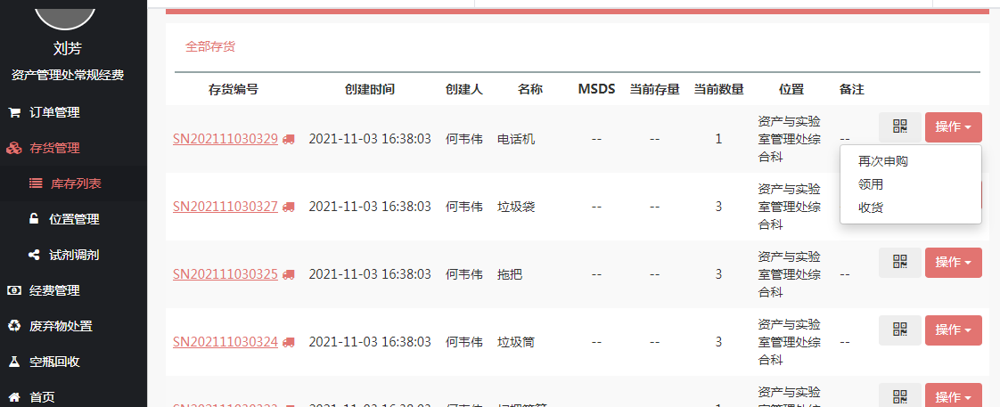 刘芳
资产管理处常规经费
订单管理
存货管理
库存列表
位置管理
试剂调剂
经费管理
废弃物处置
空瓶回收
首页
全部存货
存货编号 创建时间 创建人 名称 MSDS 当前存量 当前数量 位置 备注
SN202111030329 2021-11-03 16:38:03 何韦伟 电话机 -- -- 1 资产与实验室管理处综合科 -- 操作
再次申购
领用
收货
SN202111030327 2021-11-03 16:38:03 何韦伟 垃圾袋 -- -- 3 资产与实验室管理处综合科
SN202111030325 2021-11-03 16:38:03 何韦伟 拖把 -- -- 3 资产与实验室管理处综合科 -- 操作
SN202111030324 2021-11-03 16:38:03 何韦伟 垃圾筒 -- -- 3 资产与实验室管理处综合科 -- 操作
资产与实验 操作